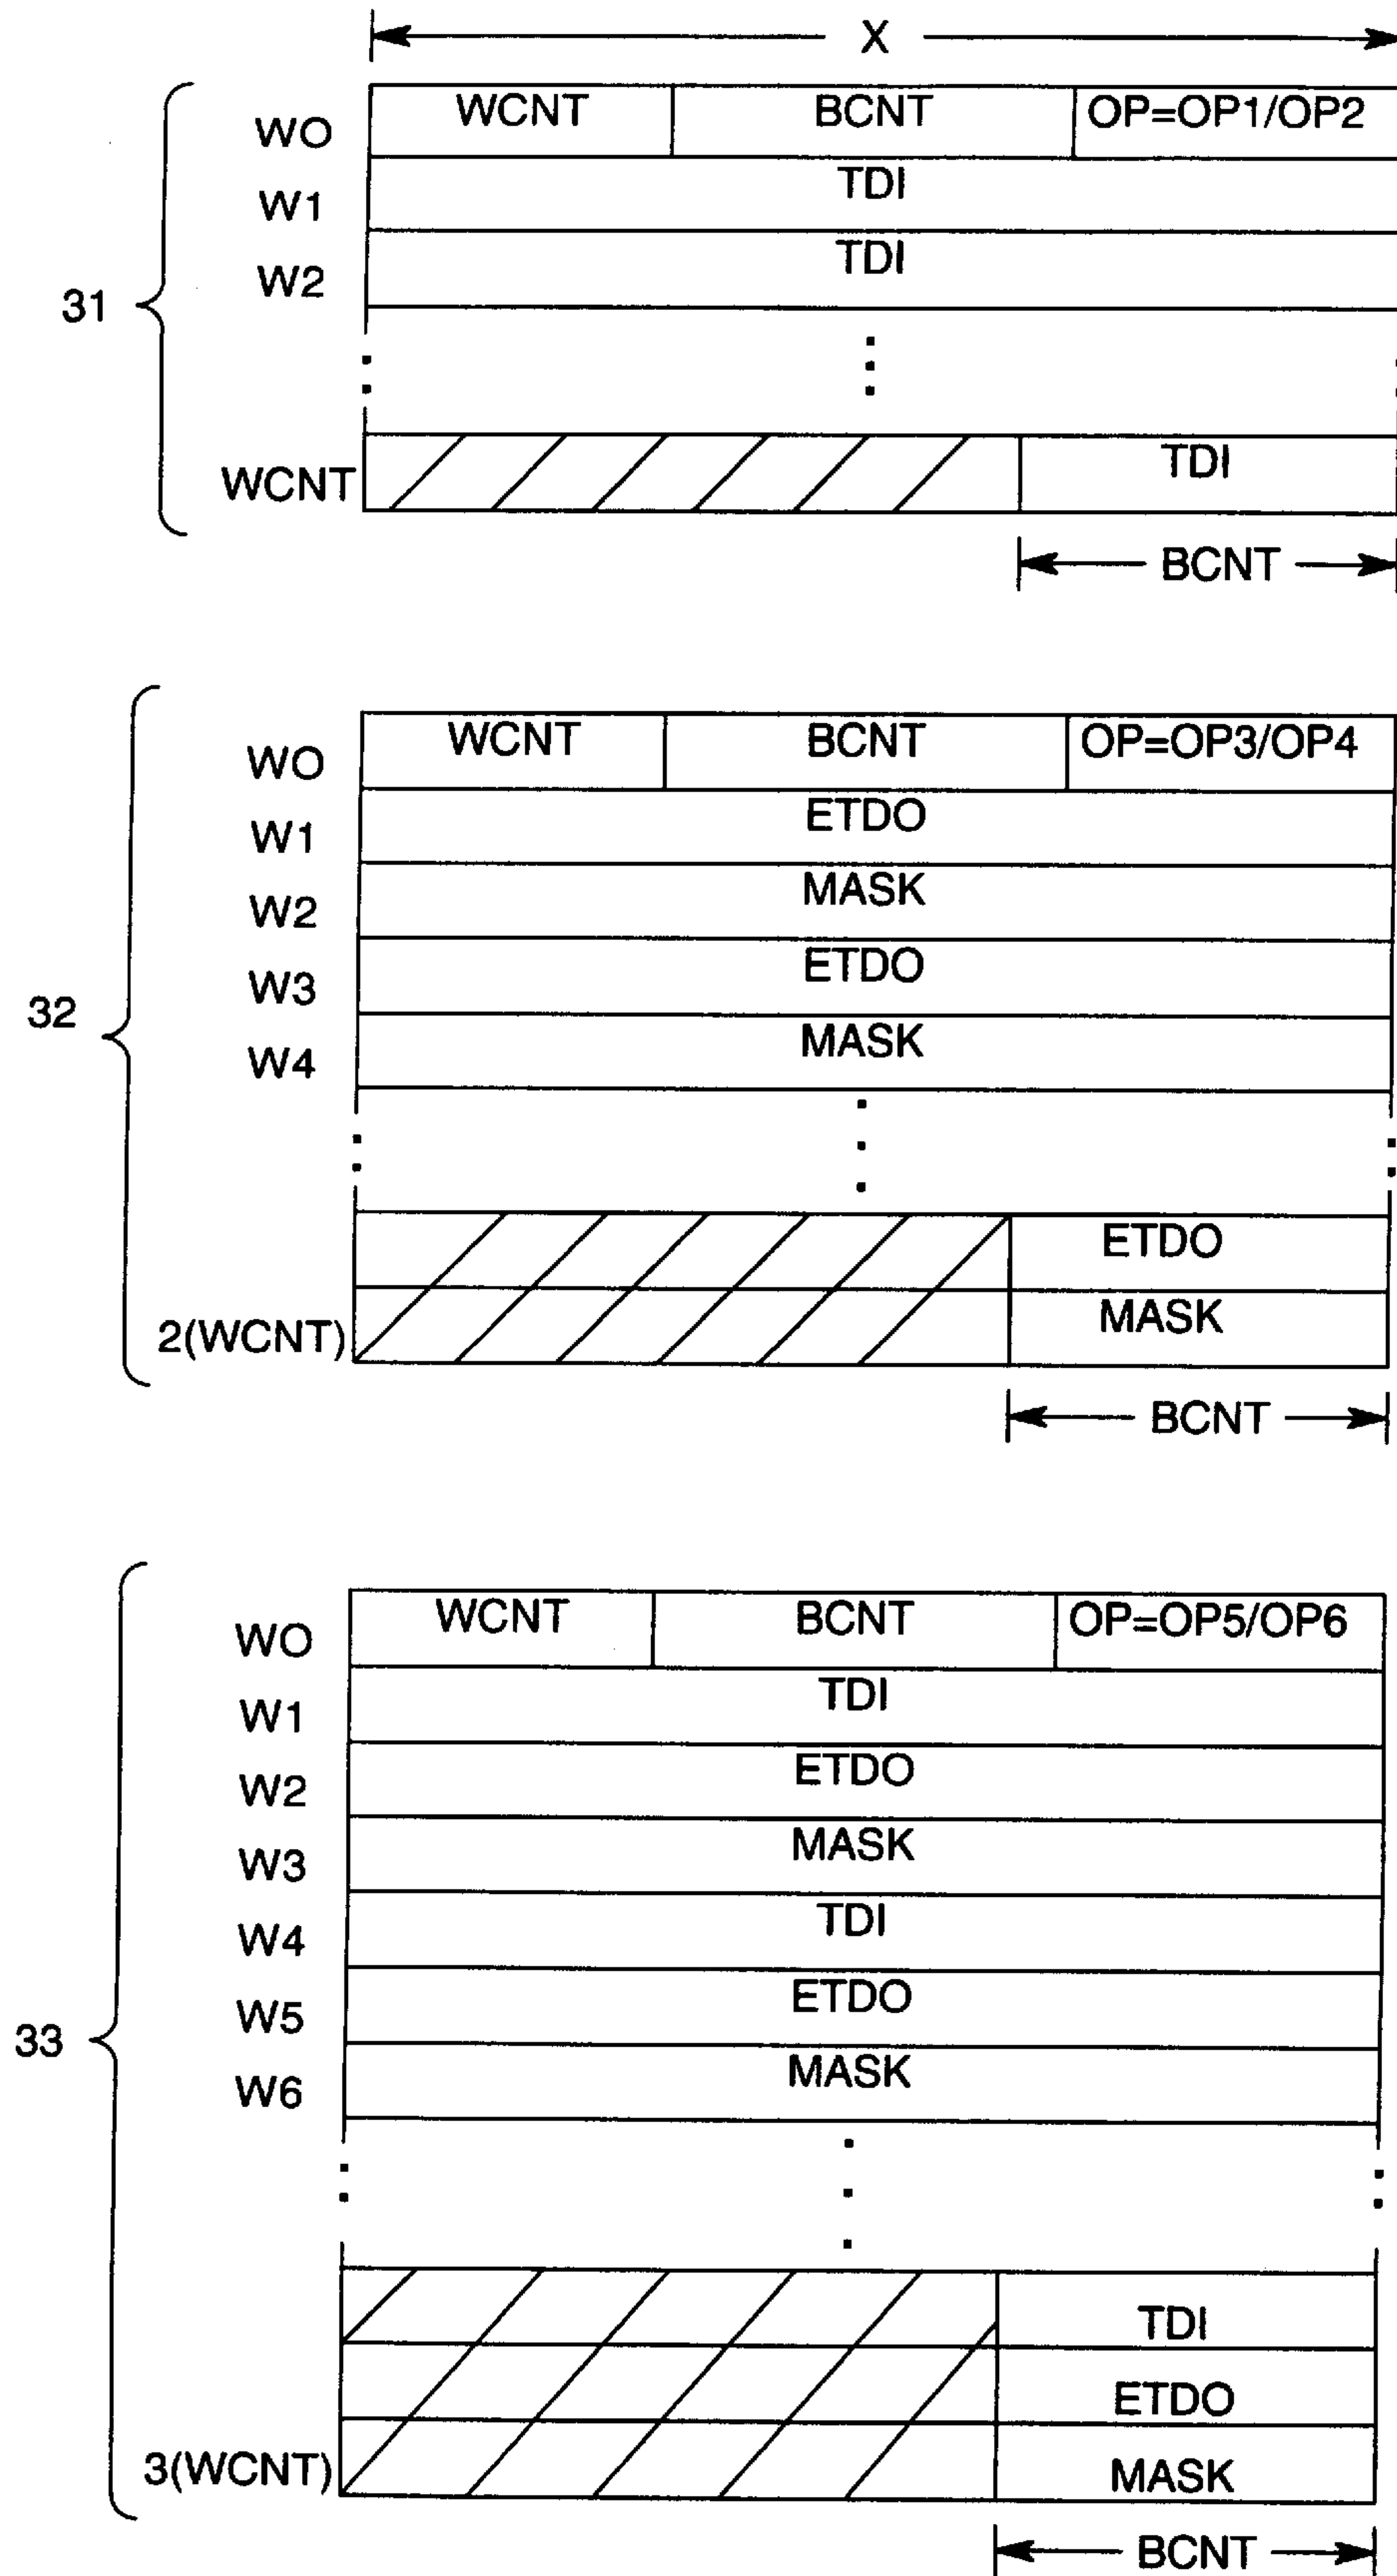 X
WO WCNT BCNT OP=OP1/OP2
W1 TDI
W2 TDI
31
WCNT TDI
BCNT
WO WCNT BCNT OP=OP3/OP4
W1 ETDO
W2 MASK
W3 ETDO
32
W4 MASK
ETDO
2(WCNT) MASK
BCNT
WO WCNT BCNT OP=OP5/OP6
W1 TDI
W2 ETDO
W3 MASK
W4 TDI
W5 ETDO
33
W6 MASK
TDI
ETDO
3(WCNT) MASK
BCNT